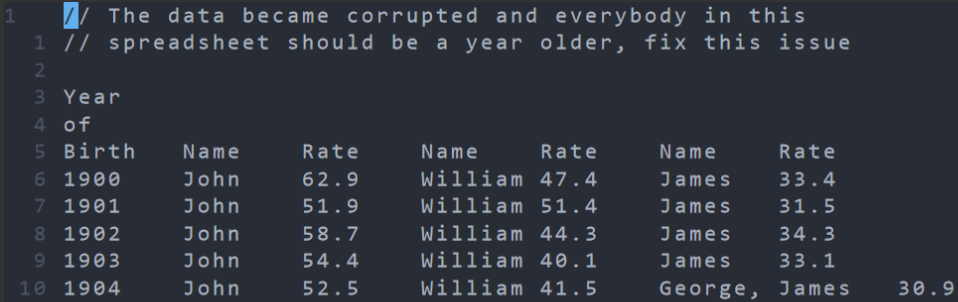 1 // The data became corrupted and everybody in this
1 // spreadsheet should be a year older, fix this issue
2
3 Year
4 of
5 Birth Name Rate Name Rate Name Rate
6 1900 John 62.9 William 47.4 James 33.4
7 1901 John 51.9 William 51.4 James 31.5
8 1902 John 58.7 William 44.3 James 34.3
9 1903 John 54.4 William 40.1 James 33.1
10 1904 John 52.5 William 41.5 George, James 30.9